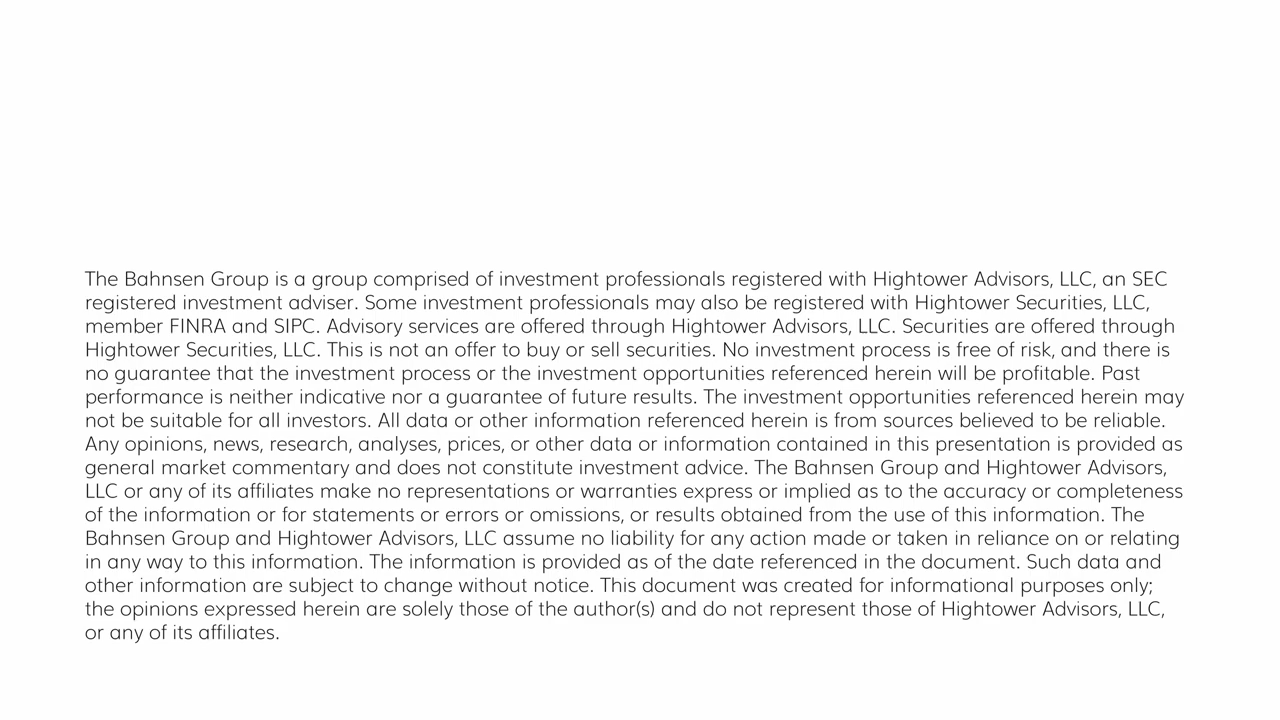 The Bahnsen Group is a group comprised of investment professionals registered with Hightower Advisors, LLC, an SEC
registered investment adviser. Some investment professionals may also be registered with Hightower Securities, LLC,
member FINRA and SIPC. Advisory services are offered through Hightower Advisors, LLC. Securities are offered through
Hightower Securities, LLC. This is not an offer to buy or sell securities. No investment process is free of risk, and there is
no guarantee that the investment process or the investment opportunities referenced herein will be profitable. Past
performance is neither indicative nor a guarantee of future results. The investment opportunities referenced herein may
not be suitable for all investors. All data or other information referenced herein is from sources believed to be reliable.
Any opinions, news, research, analyses, prices, or other data or information contained in this presentation is provided as
general market commentary and does not constitute investment advice. The Bahnsen Group and Hightower Advisors,
LLC or any of its affiliates make no representations or warranties express or implied as to the accuracy or completeness
of the information or for statements or errors or omissions, or results obtained from the use of this information. The
Bahnsen Group and Hightower Advisors, LLC assume no liability for any action made or taken in reliance on or relating
in any way to this information. The information is provided as of the date referenced in the document. Such data and
other information are subject to change without notice. This document was created for informational purposes only;
the opinions expressed herein are solely those of the author(s) and do not represent those of Hightower Advisors, LLC,
or any of its affiliates.